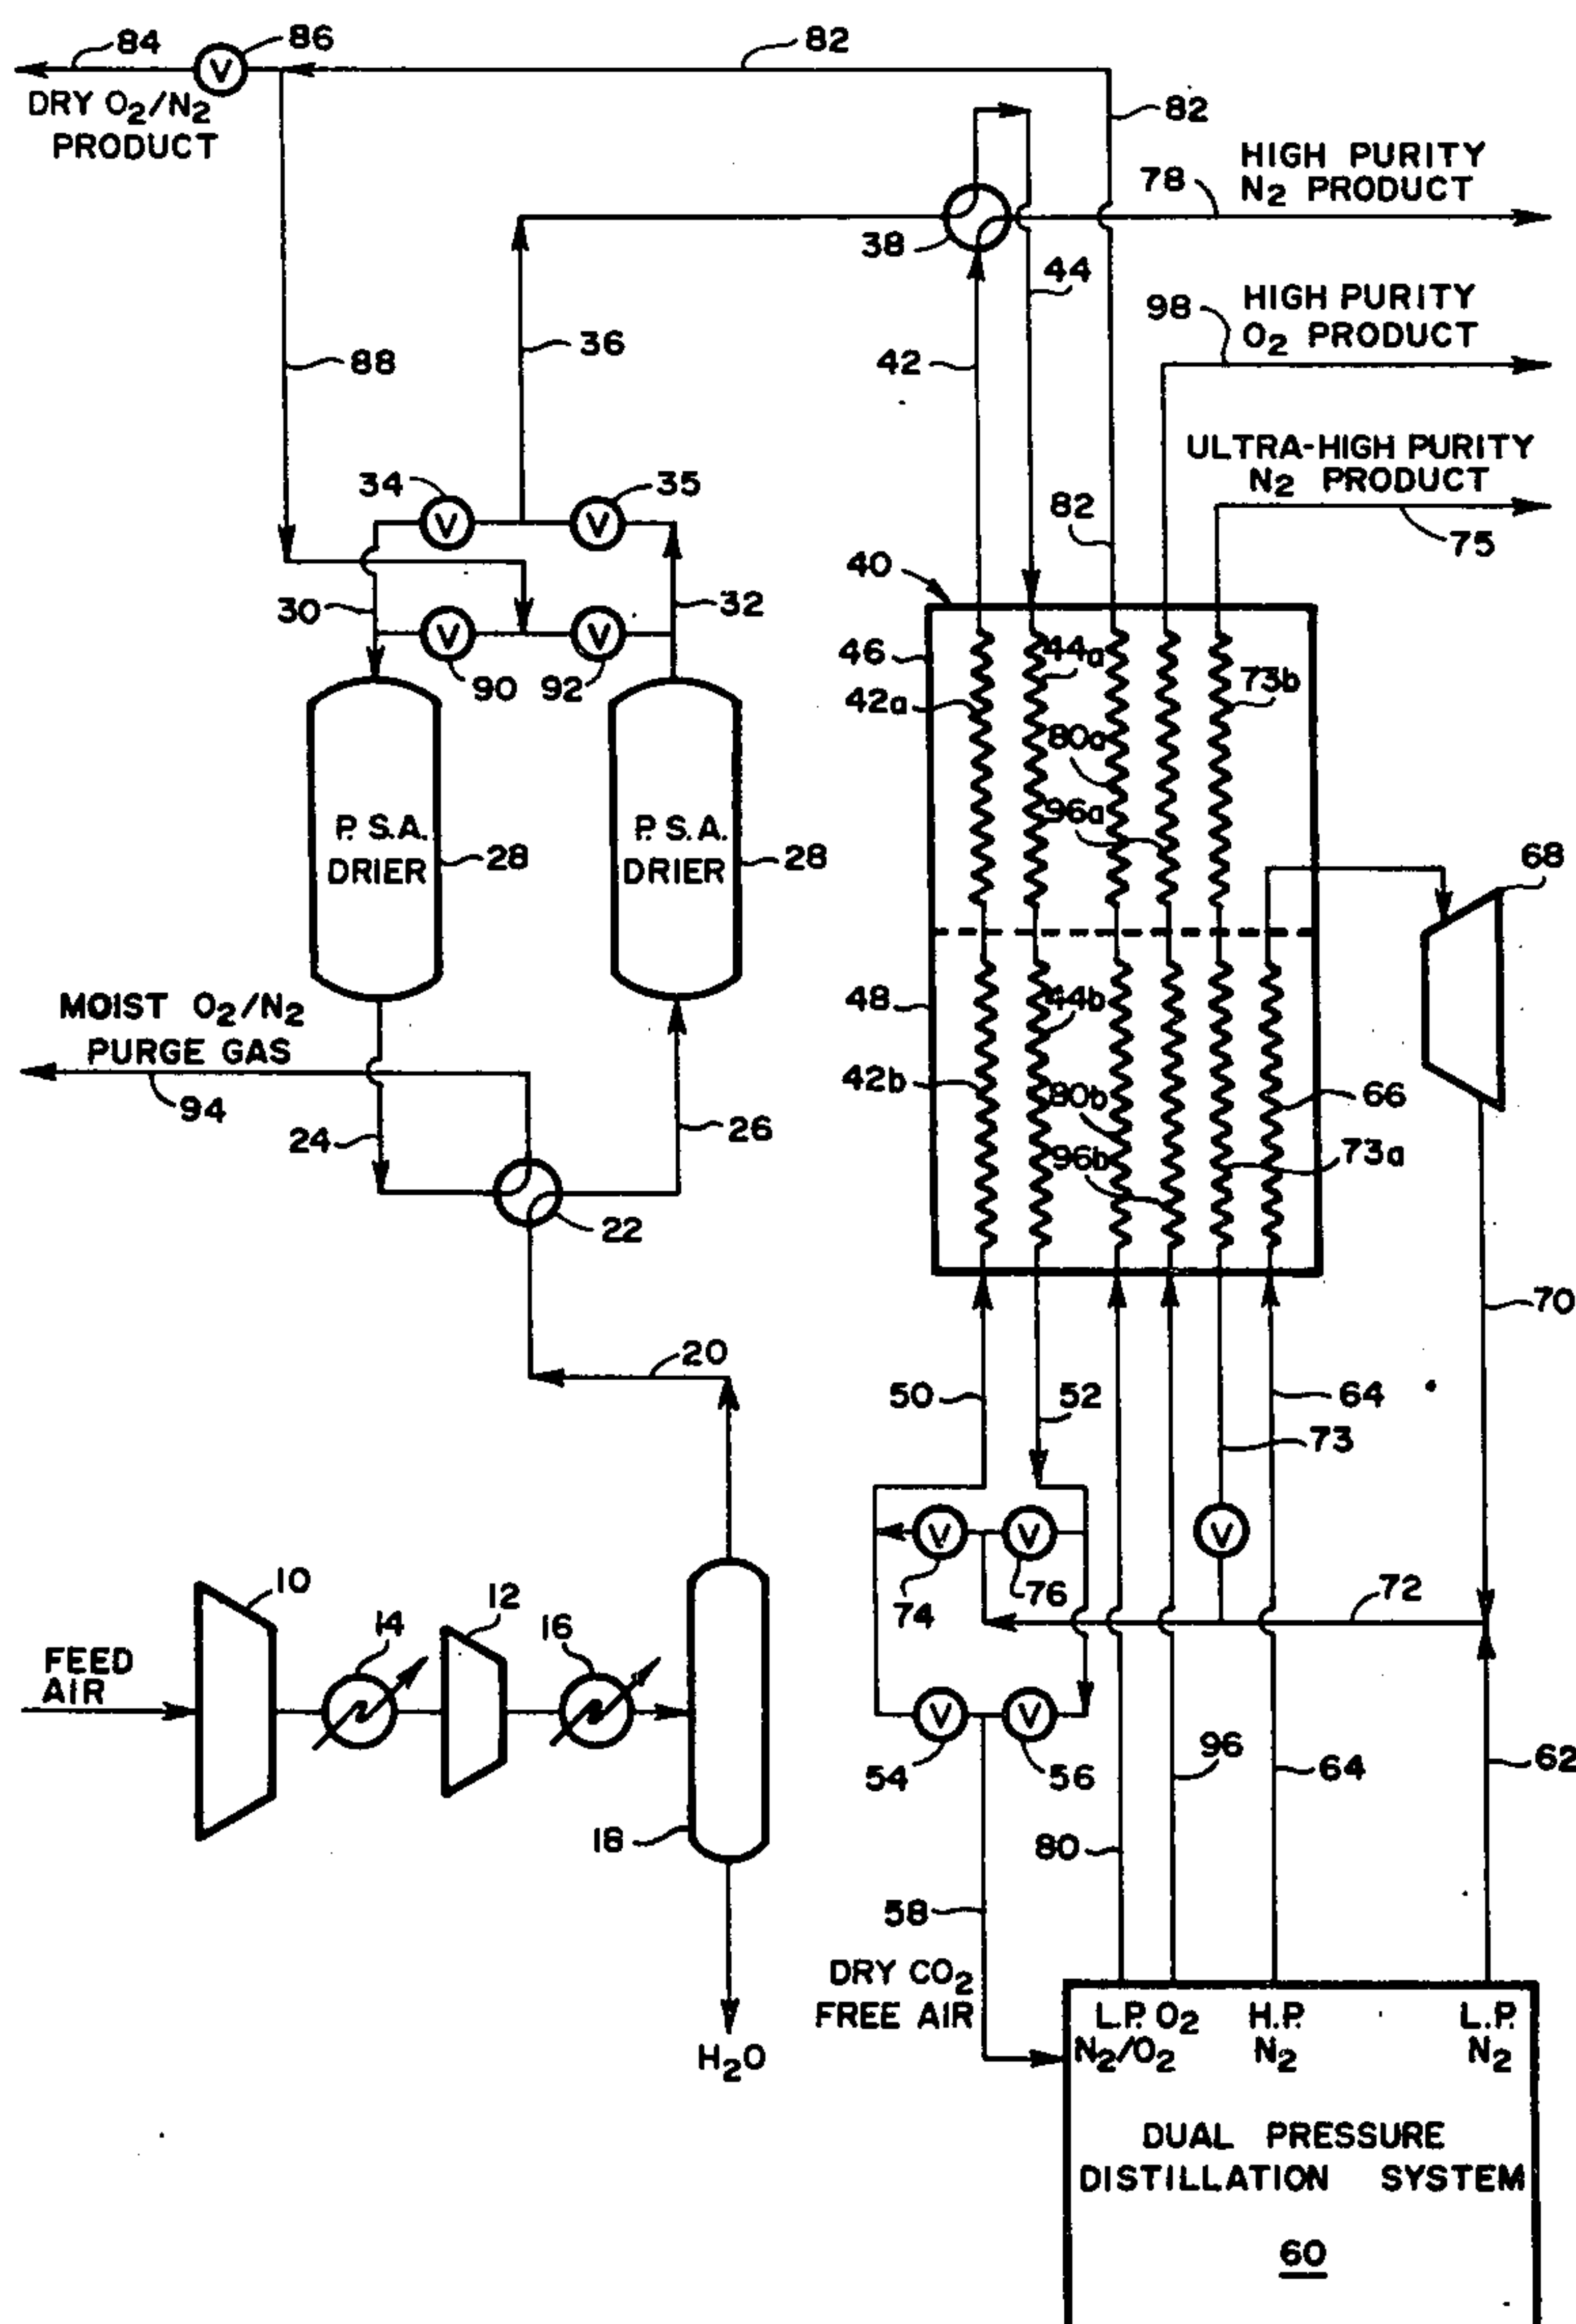 84
86
82
DRY O2/N2
PRODUCT
82
HIGH PURITY
N2 PRODUCT
78
38
44
98
HIGH PURITY
O2 PRODUCT
36
42
88
ULTRA-HIGH PURITY
N2 PRODUCT
34
35
V
V
V
82
75
40
30
32
V
V
90
92
46
44a
42a
73b
80a
96a
68
P.S.A.
DRIER
28
P.S.A.
DRIER
28
MOIST O2/N2
PURGE GAS
48
44b
42b
80b
66
94
24
26
96b
73a
22
70
20
50
52
64
73
V
V
V
74
76
72
10
12
14
16
FEED
AIR
V
V
54
56
96
64
62
18
80
58
DRY CO2
FREE AIR
H2O
L.P. O2
N2/O2
H.P.
N2
L.P.
N2
DUAL PRESSURE
DISTILLATION SYSTEM
60